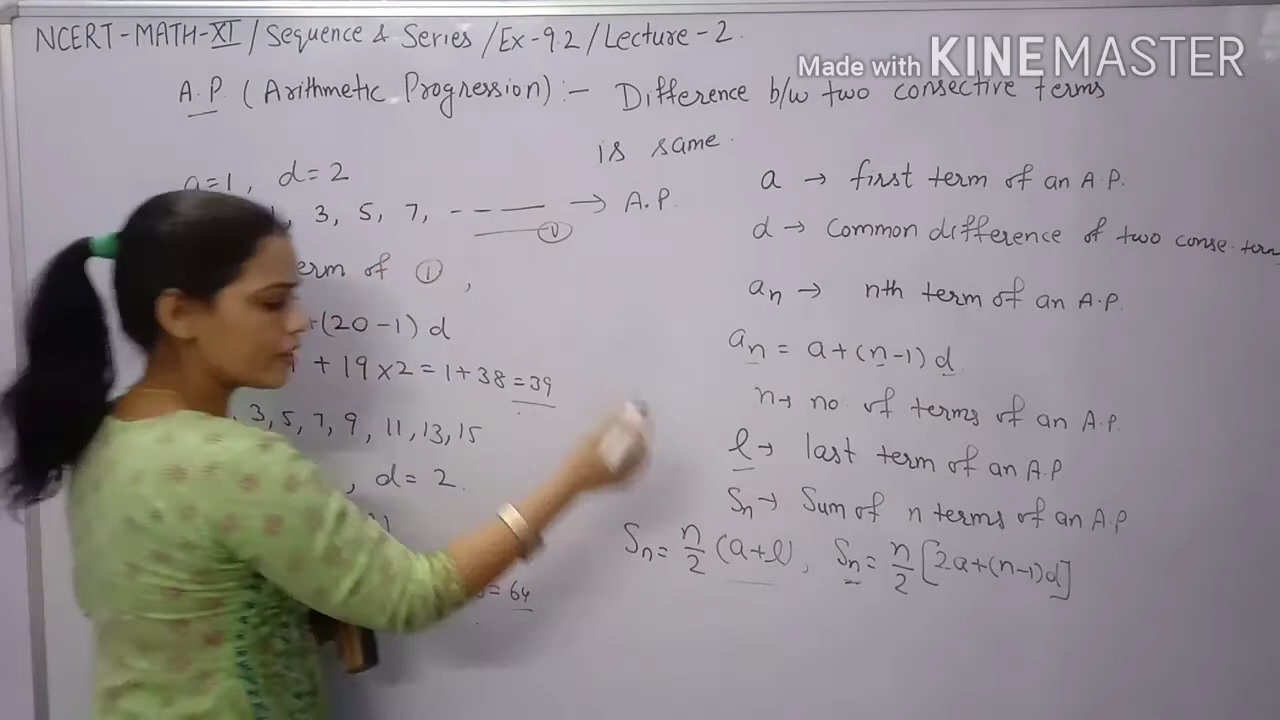 NCERT-MATH-XI / Sequence & Series / Ex-9.2 / Lecture-2.
Made with KINEMASTER
A.P. (Arithmetic Progression) :- Difference b/w two consective terms
is same.
a=1, d=2
3, 5, 7, ----- → A.P.
①
erm of ①,
+(20-1) d
1 + 19×2 = 1+38 = 39
3, 5, 7, 9, 11, 13, 15
, d = 2.
= 64
a → first term of an A.P.
d → Common difference of two conse. term
an → nth term of an A.P.
an = a+(n-1) d
n → no. of terms of an A.P.
l → last term of an A.P
Sn → Sum of n terms of an A.P
Sn = n/2 (a+l), Sn = n/2 [2a+(n-1)d]